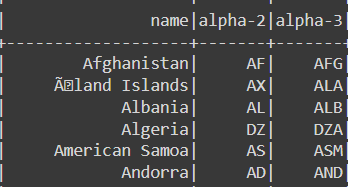 | name|alpha-2|alpha-3
+--------------------+-------+-------
| Afghanistan| AF| AFG
| Ã�land Islands| AX| ALA
| Albania| AL| ALB
| Algeria| DZ| DZA
| American Samoa| AS| ASM
| Andorra| AD| AND